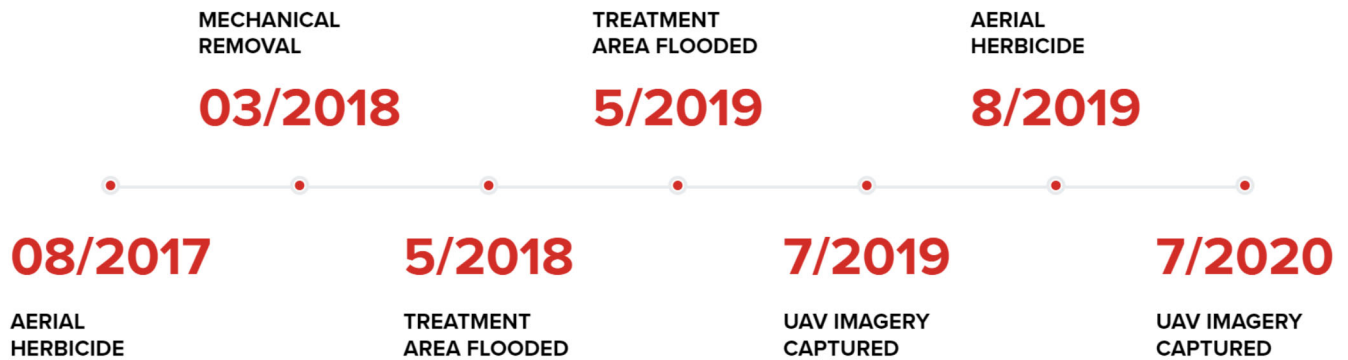 08/2017
AERIAL
HERBICIDE
MECHANICAL
REMOVAL
03/2018
5/2018
TREATMENT
AREA FLOODED
TREATMENT
AREA FLOODED
5/2019
7/2019
UAV IMAGERY
CAPTURED
AERIAL
HERBICIDE
8/2019
7/2020
UAV IMAGERY
CAPTURED